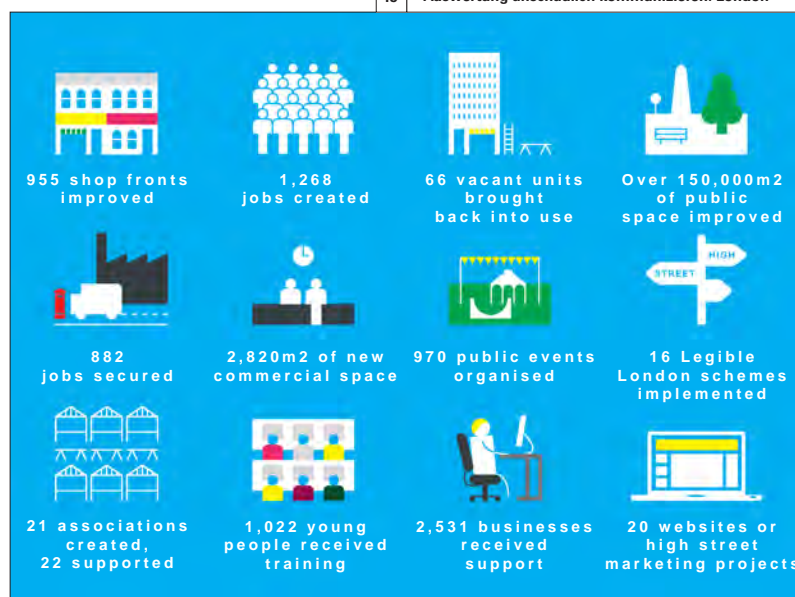 955 shop fronts
improved
1,268
jobs created
66 vacant units
brought
back into use
Over 150,000m2
of public
space improved
HIGH
STREET
882
jobs secured
2,820m2 of new
commercial space
970 public events
organised
16 Legible
London schemes
implemented
21 associations
created,
22 supported
1,022 young
people received
training
2,531 businesses
received
support
20 websites or
high street
marketing projects